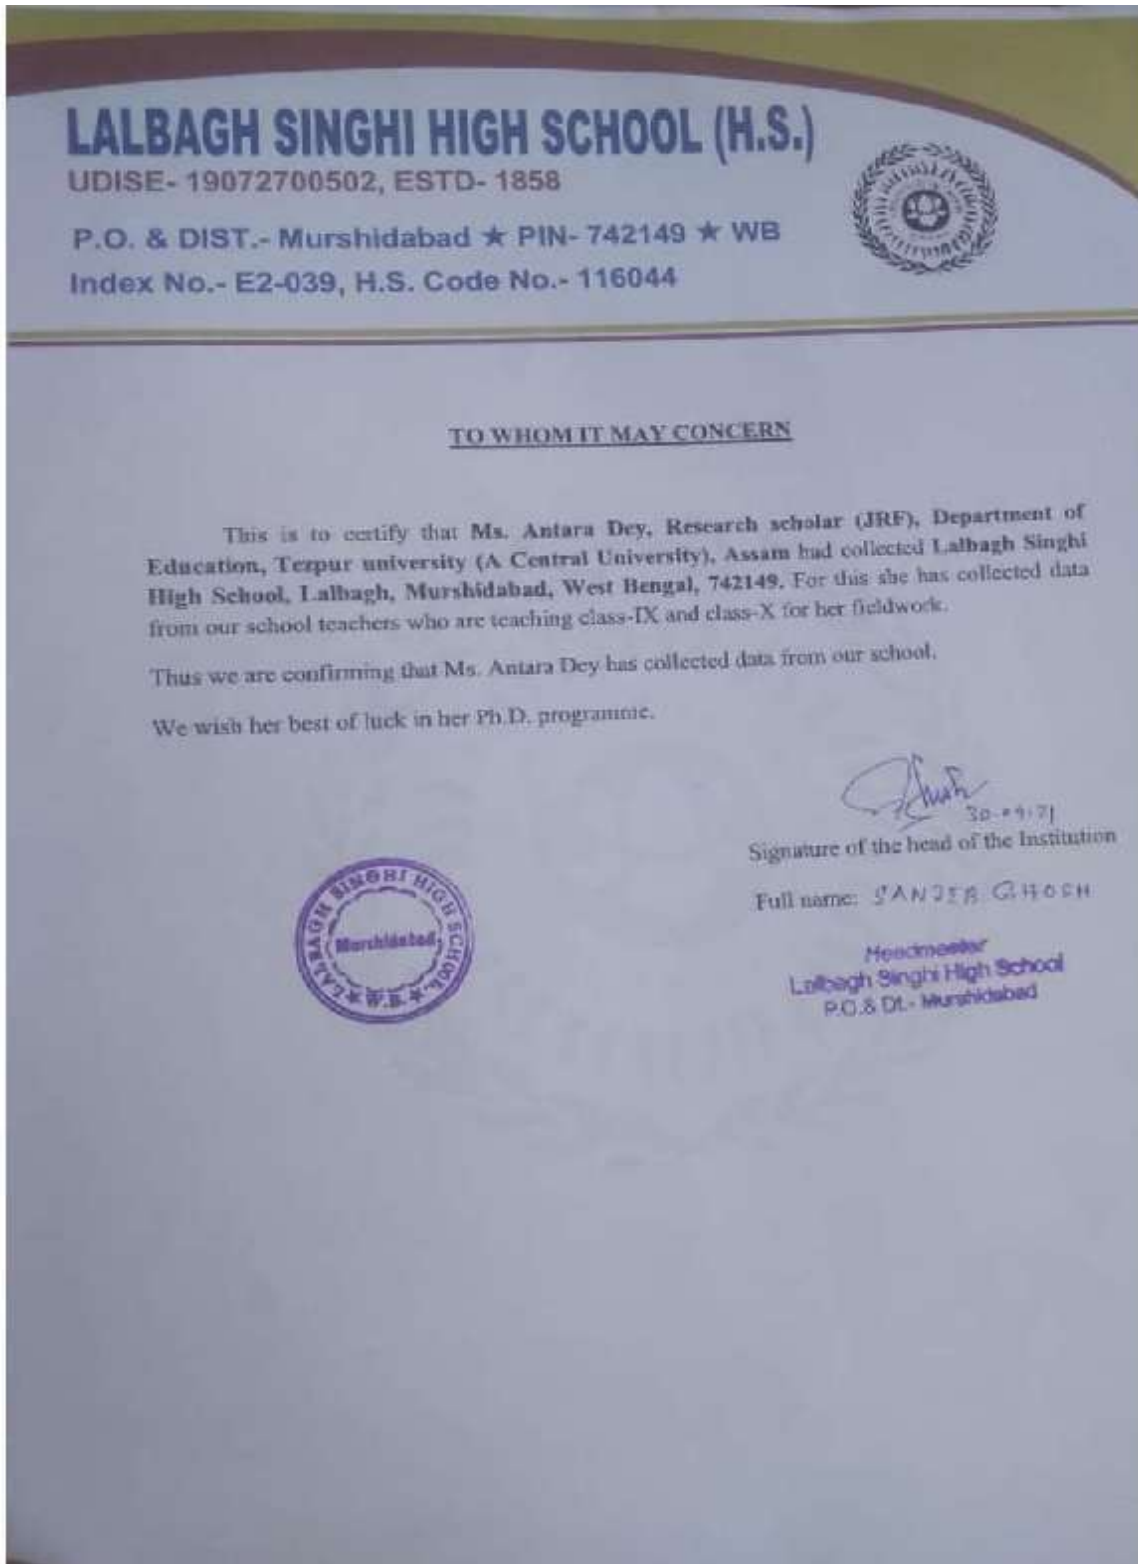 LALBAGH SINGHI HIGH SCHOOL (H.S.)
UDISE- 19072700502, ESTD- 1858
P.O. & DIST.- Murshidabad ★ PIN- 742149 ★ WB
Index No.- E2-039, H.S. Code No.- 116044
TO WHOM IT MAY CONCERN
This is to certify that Ms. Antara Dey, Research scholar (JRF), Department of
Education, Tezpur university (A Central University), Assam had collected Lalbagh Singhi
High School, Lalbagh, Murshidabad, West Bengal, 742149. For this she has collected data
from our school teachers who are teaching class-IX and class-X for her fieldwork.
Thus we are confirming that Ms. Antara Dey has collected data from our school.
We wish her best of luck in her Ph.D. programme.
Signature of the head of the Institution
Full name: GHOSH
LALBAGH SINGHI HIGH SCHOOL
Murshidabad
★ W.B. ★
Headmaster
Lalbagh Singhi High School
P.O.& Dt.- Murshidabad